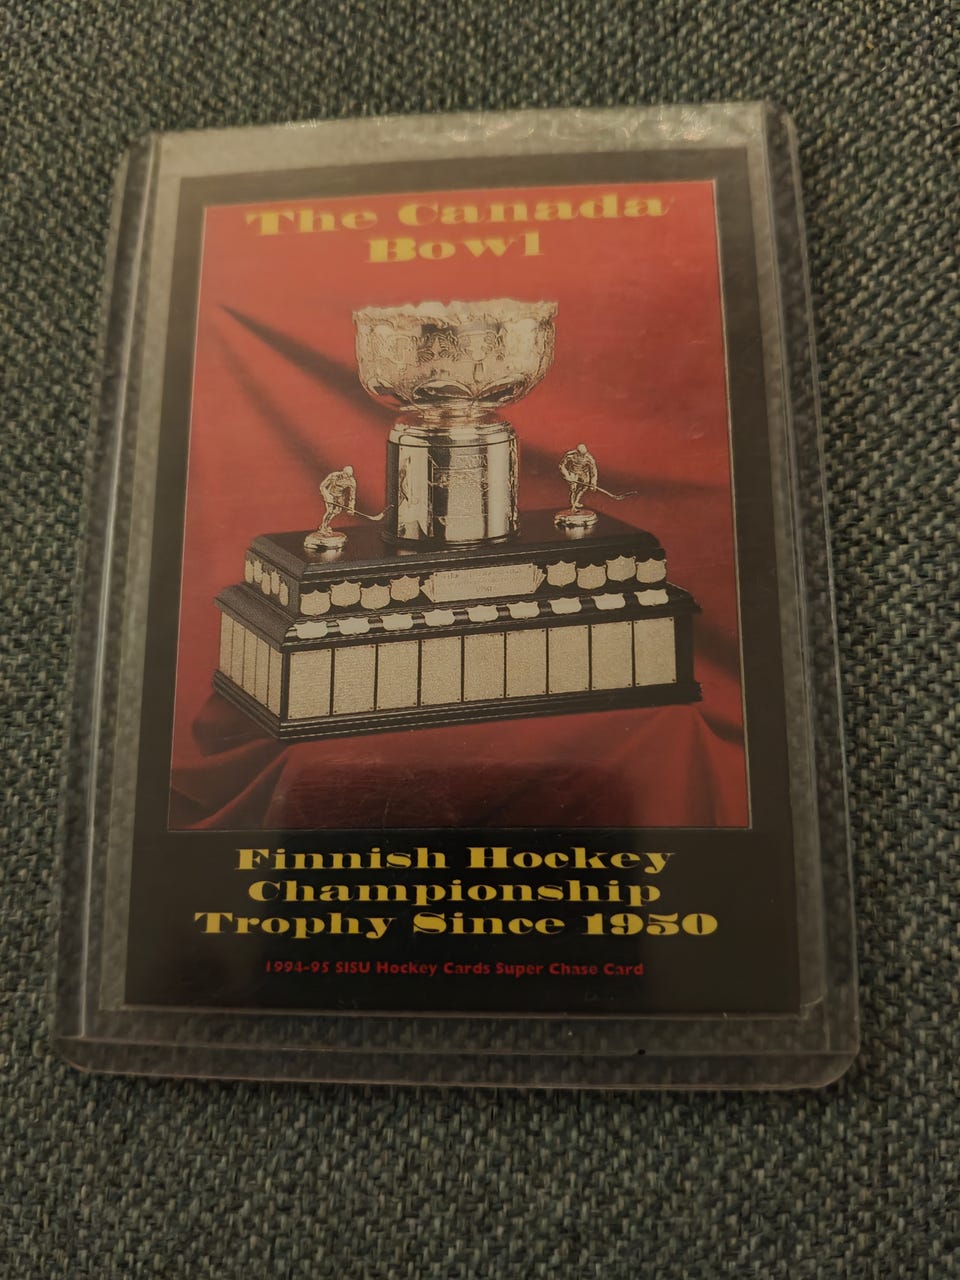 The Canada
Bowl
Finnish Hockey
Championship
Trophy Since 1950
1994-95 SISU Hockey Cards Super Chase Card